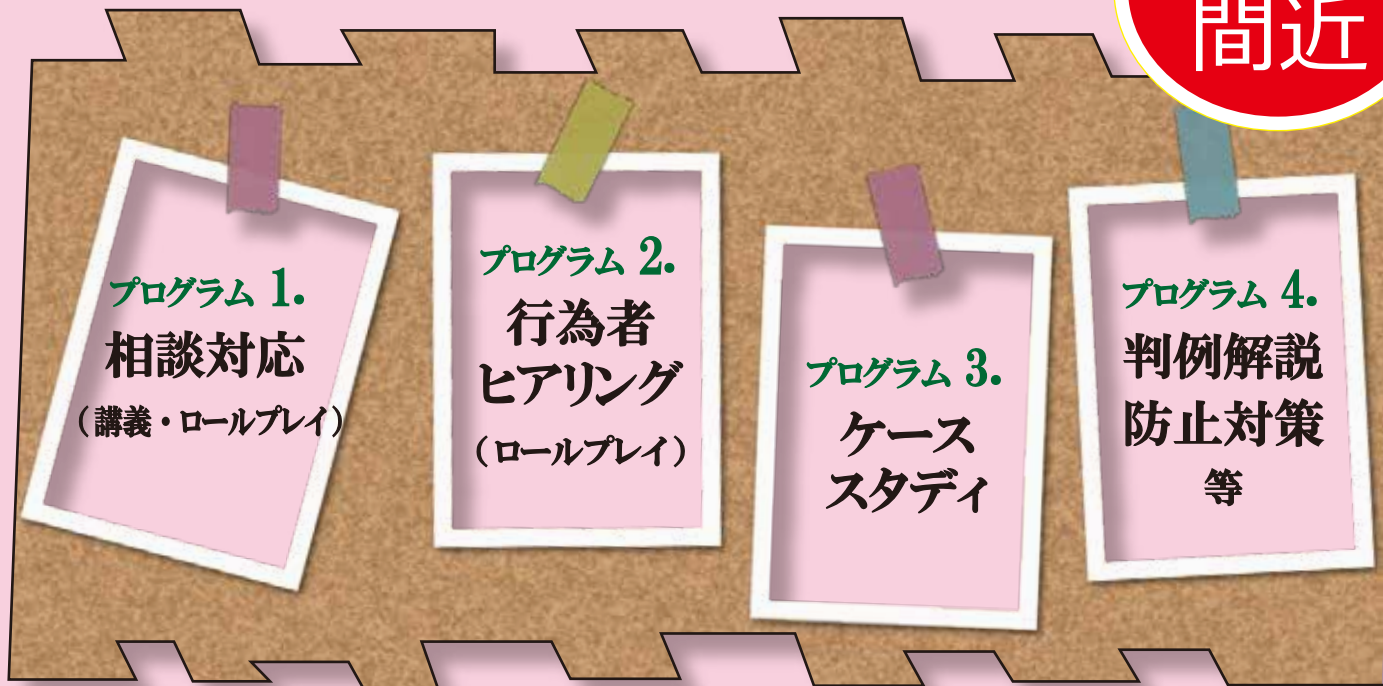 間近
プログラム 1.
相談対応
（講義・ロールプレイ）
プログラム 2.
行為者
ヒアリング
（ロールプレイ）
プログラム 3.
ケース
スタディ
プログラム 4.
判例解説
防止対策
等